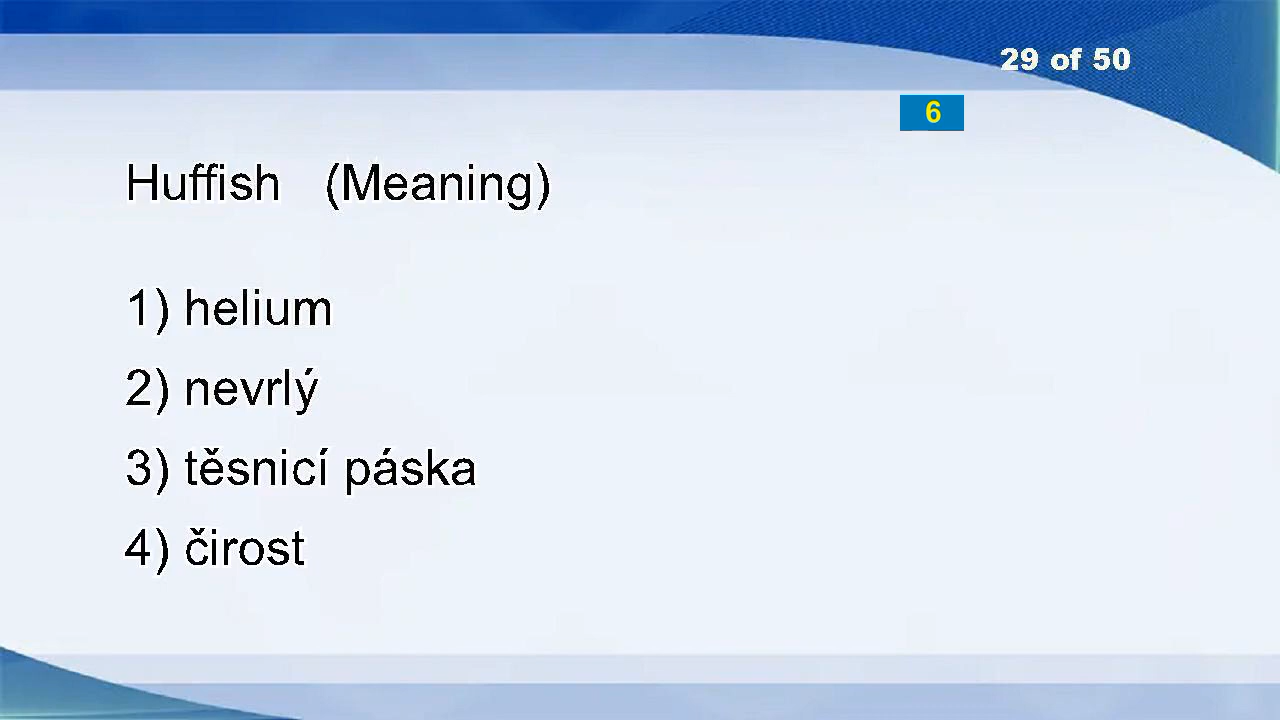 29 of 50
6
Huffish (Meaning)
1) helium
2) nevrlý
3) těsnicí páska
4) čirost